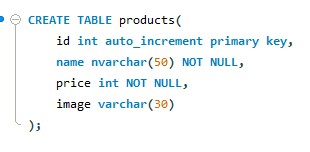 CREATE TABLE products(
id int auto_increment primary key,
name nvarchar(50) NOT NULL,
price int NOT NULL,
image varchar(30)
);